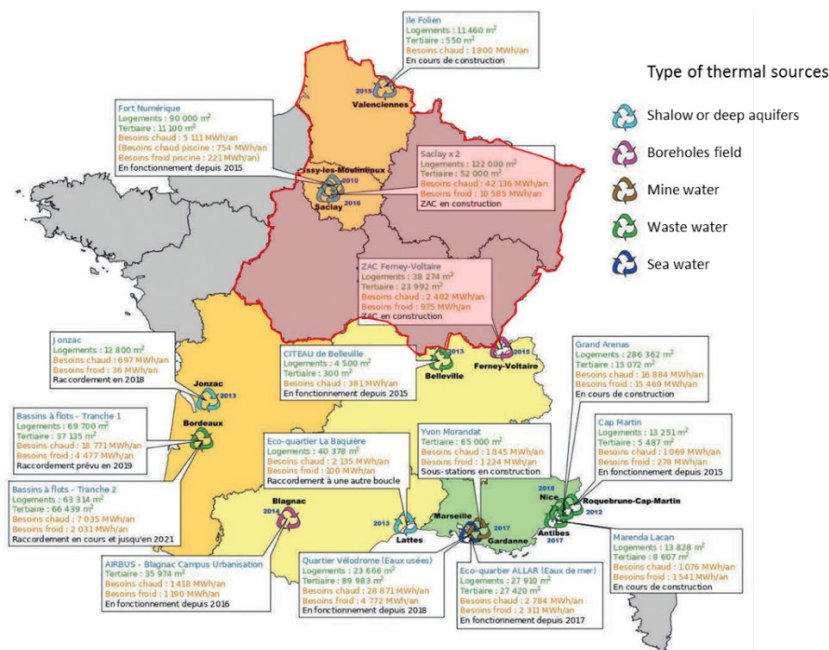 Ile Folien
Logements : 11 460 m²
Tertiaire : 550 m²
Besoins chaud : 1800 MWh/an
En cours de construction
2015
Valenciennes
Type of thermal sources
Shalow or deep aquifers
Boreholes field
Mine water
Waste water
Sea water
Fort Numérique
Logements : 90 000 m²
Tertiaire : 11 100 m²
Besoins chaud : 5 111 MWh/an
(Besoins chaud piscine : 754 MWh/an
Besoins froid piscine : 221 MWh/an)
En fonctionnement depuis 2015
Issy-les-Moulineaux
2010
Saclay
2016
Saclay x 2
Logements : 122 000 m²
Tertiaire : 52 000 m²
Besoins chaud : 42 136 MWh/an
Besoins froid : 10 585 MWh/an
ZAC en construction
ZAC Ferney-Voltaire
Logements : 38 274 m²
Tertiaire : 23 992 m²
Besoins chaud : 2 482 MWh/an
Besoins froid : 975 MWh/an
ZAC en construction
2015
Ferney-Voltaire
Jonzac
Logements : 12 800 m²
Besoins chaud : 697 MWh/an
Besoins froid : 36 MWh/an
Raccordement en 2018
Jonzac
2013
CITEAU de Belleville
Logements : 4 500 m²
Tertiaire : 300 m²
Besoins chaud : 381 MWh/an
En fonctionnement depuis 2015
2013
Belleville
Grand Arenas
Logements : 286 362 m²
Tertiaire : 15 072 m²
Besoins chaud : 16 884 MWh/an
Besoins froid : 15 469 MWh/an
En cours de construction
Bassins à flots - Tranche 1
Logements : 69 700 m²
Tertiaire : 37 135 m²
Besoins chaud : 18 771 MWh/an
Besoins froid : 4 477 MWh/an
Raccordement prévu en 2019
Bordeaux
Bassins à flots - Tranche 2
Logements : 63 314 m²
Tertiaire : 66 439 m²
Besoins chaud : 7 035 MWh/an
Besoins froid : 2 031 MWh/an
Raccordement en cours et jusqu'en 2021
Eco-quartier La Baquière
Logements : 40 378 m²
Besoins chaud : 2 135 MWh/an
Besoins froid : 100 MWh/an
Raccordement à une autre boucle
Yvon Morandat
Tertiaire : 65 000 m²
Besoins chaud : 1 845 MWh/an
Besoins froid : 1 224 MWh/an
Sous-stations en construction
Cap Martin
Logements : 13 251 m²
Tertiaire : 5 487 m²
Besoins chaud : 1 069 MWh/an
Besoins froid : 278 MWh/an
En fonctionnement depuis 2015
Blagnac
2014
2013
Lattes
Marseille
2017
Gardanne
2016
Nice
Roquebrune-Cap-Martin
2013
Antibes
2017
AIRBUS - Blagnac Campus Urbanisation
Tertiaire : 35 974 m²
Besoins chaud : 1 418 MWh/an
Besoins froid : 1 190 MWh/an
En fonctionnement depuis 2016
Quartier Vélodrome (Eaux usées)
Logements : 23 666 m²
Tertiaire : 89 983 m²
Besoins chaud : 28 871 MWh/an
Besoins froid : 4 772 MWh/an
En fonctionnement depuis 2018
Eco-quartier ALLAR (Eaux de mer)
Logements : 27 910 m²
Tertiaire : 27 420 m²
Besoins chaud : 2 784 MWh/an
Besoins froid : 2 311 MWh/an
En fonctionnement depuis 2017
Marenda Lacan
Logements : 13 828 m²
Tertiaire : 8 607 m²
Besoins chaud : 1 076 MWh/an
Besoins froid : 1 541 MWh/an
En cours de construction